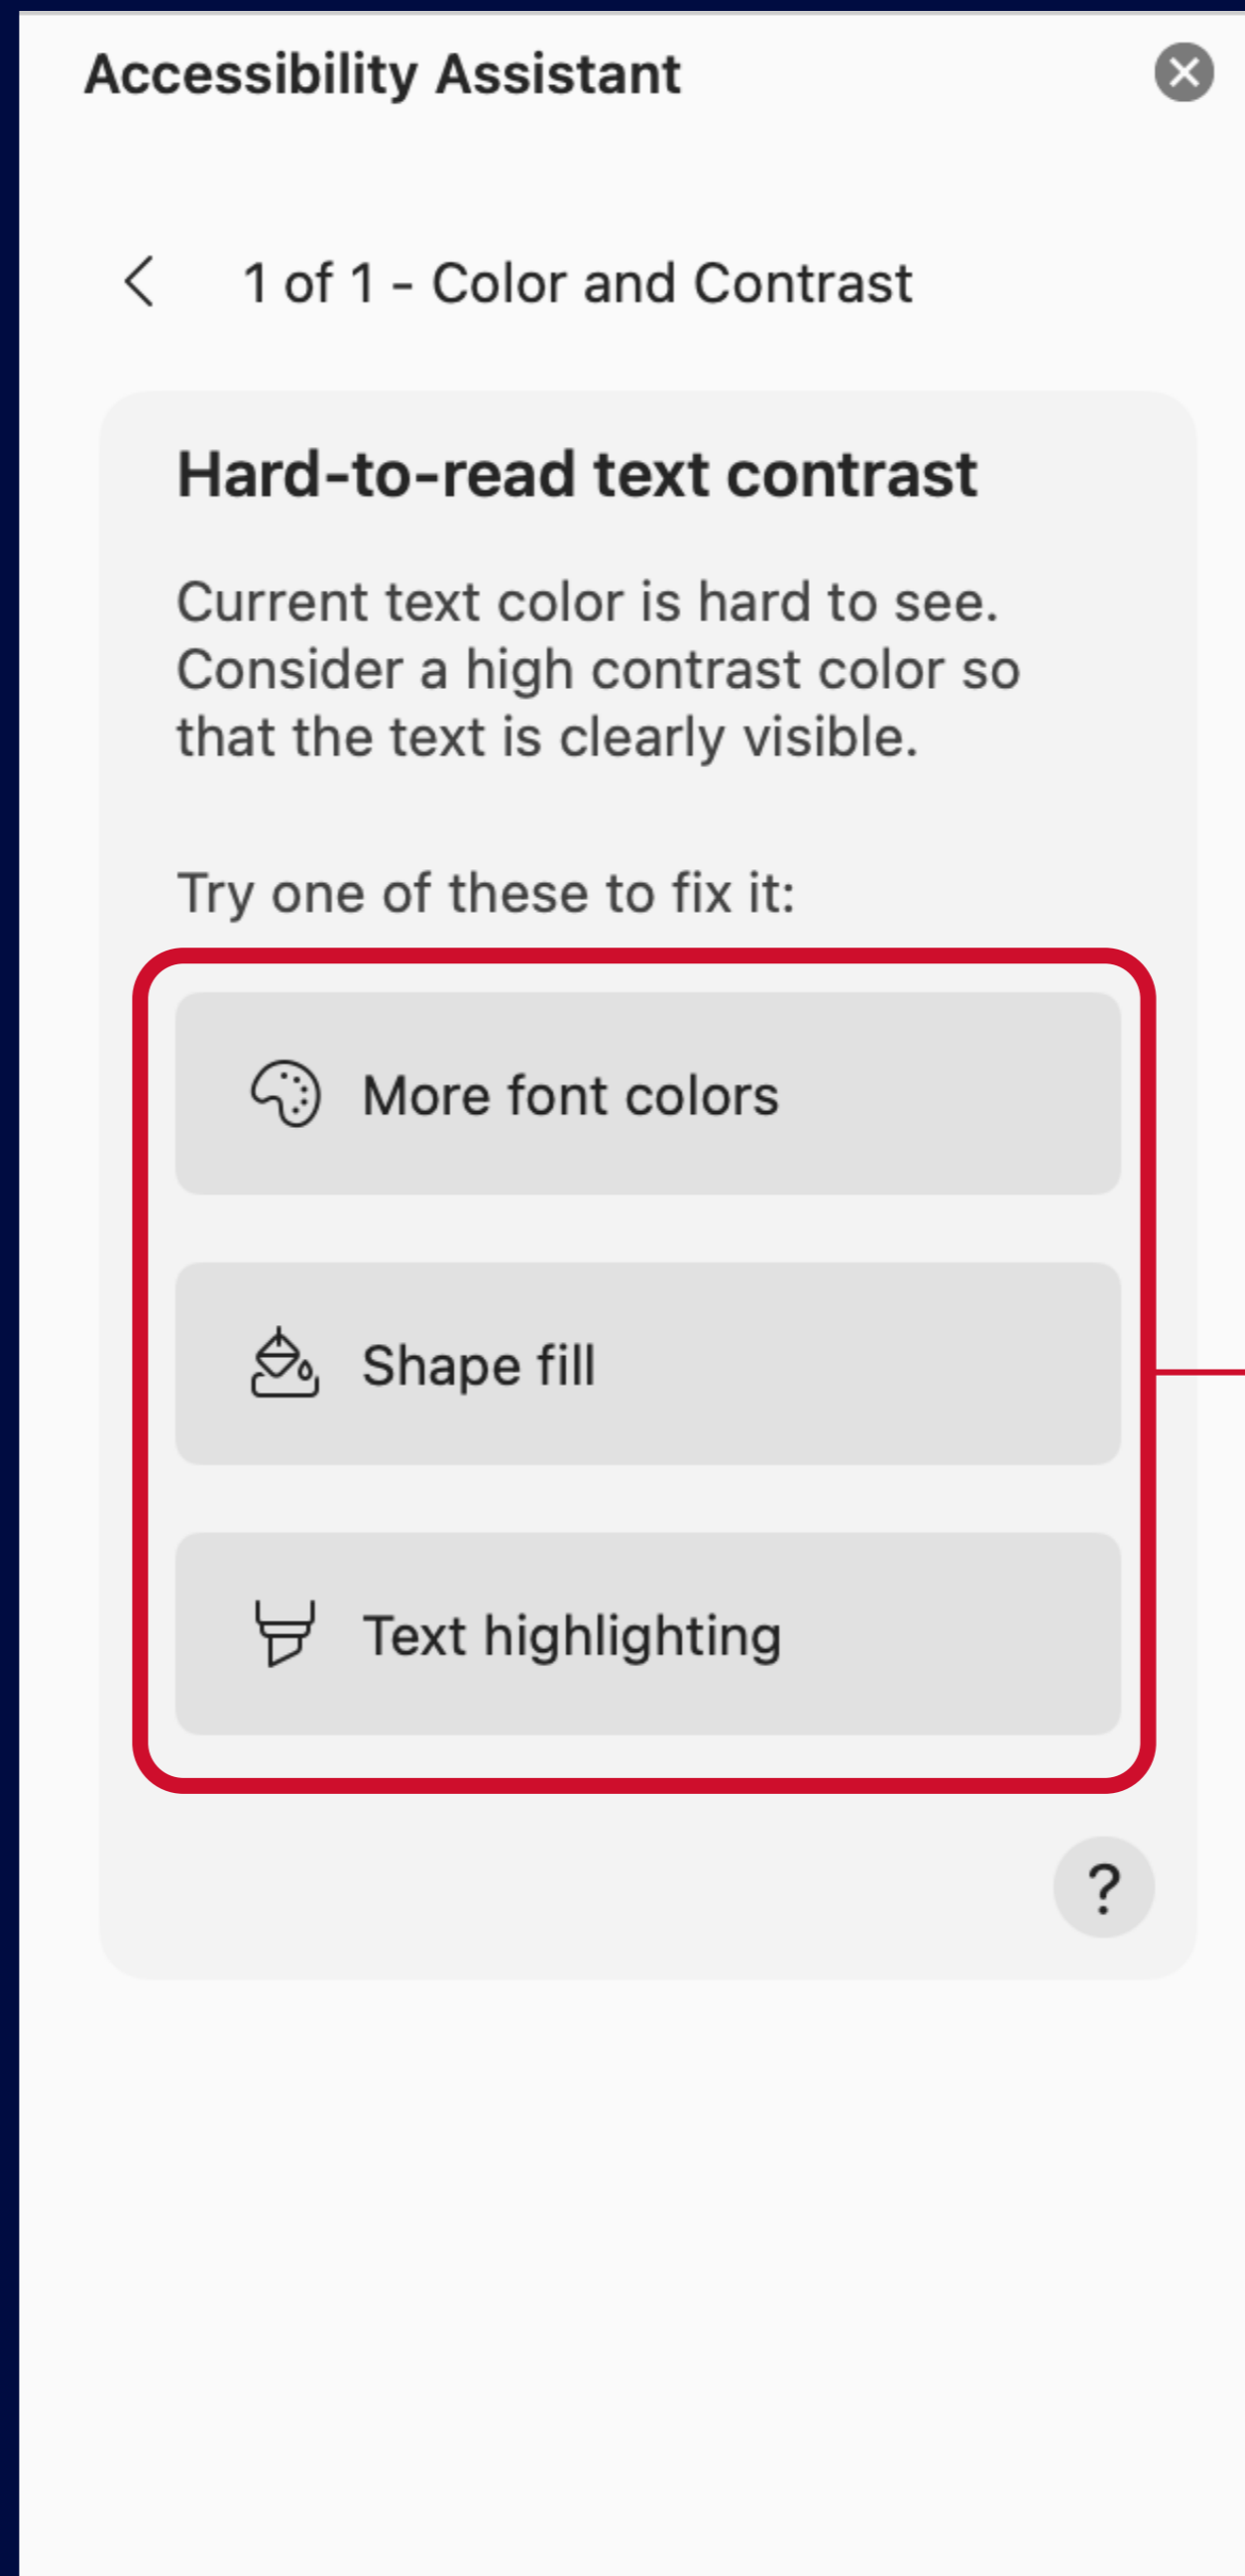 Accessibility Assistant
1 of 1 - Color and Contrast
Hard-to-read text contrast
Current text color is hard to see.
Consider a high contrast color so
that the text is clearly visible.
Try one of these to fix it:
More font colors
Shape fill
Text highlighting
?